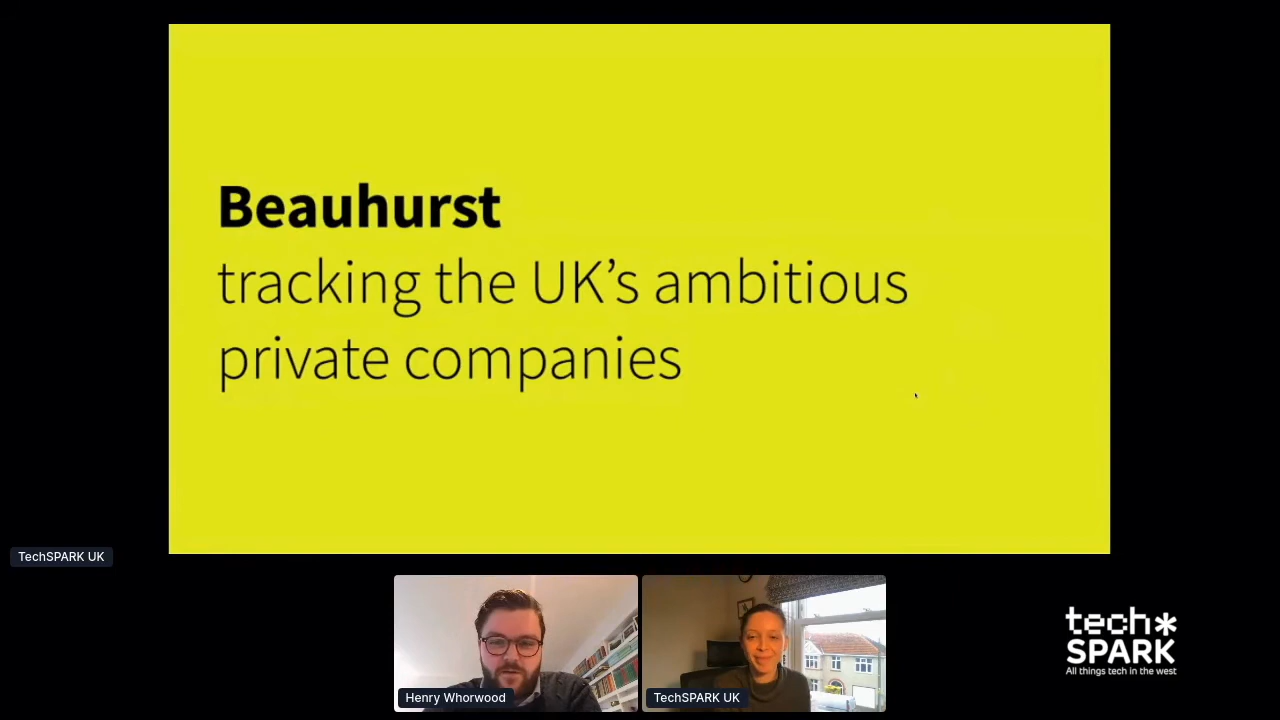 Beauhurst
tracking the UK’s ambitious
private companies
TechSPARK UK
Henry Whorwood
TechSPARK UK
tech*
SPARK
All things tech in the west